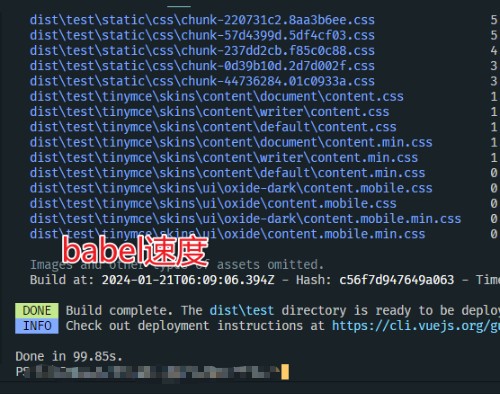 dist\test\static\css\chunk-220731c2.8aa3b6ee.css 5
dist\test\static\css\chunk-57d4399d.5df4cf03.css 5
dist\test\static\css\chunk-237dd2cb.f85c0c88.css 4
dist\test\static\css\chunk-0d39b10d.2d7d002f.css 3
dist\test\static\css\chunk-44736284.01c0933a.css 3
dist\test\tinymce\skins\content\document\content.css 1
dist\test\tinymce\skins\content\writer\content.css 1
dist\test\tinymce\skins\content\default\content.css 1
dist\test\tinymce\skins\content\document\content.min.css 1
dist\test\tinymce\skins\content\writer\content.min.css 1
dist\test\tinymce\skins\content\default\content.min.css 0
dist\test\tinymce\skins\ui\oxide-dark\content.mobile.css 0
dist\test\tinymce\skins\ui\oxide\content.mobile.css 0
dist\test\tinymce\skins\ui\oxide-dark\content.mobile.min.css 0
dist\test\tinymce\skins\ui\oxide\content.mobile.min.css 0
babel速度
Images and other types of assets omitted.
Build at: 2024-01-21T06:09:06.394Z - Hash: c56f7d947649a063 - Time
DONE Build complete. The dist\test directory is ready to be deploy
INFO Check out deployment instructions at https://cli.vuejs.org/gu
Done in 99.85s.
PS